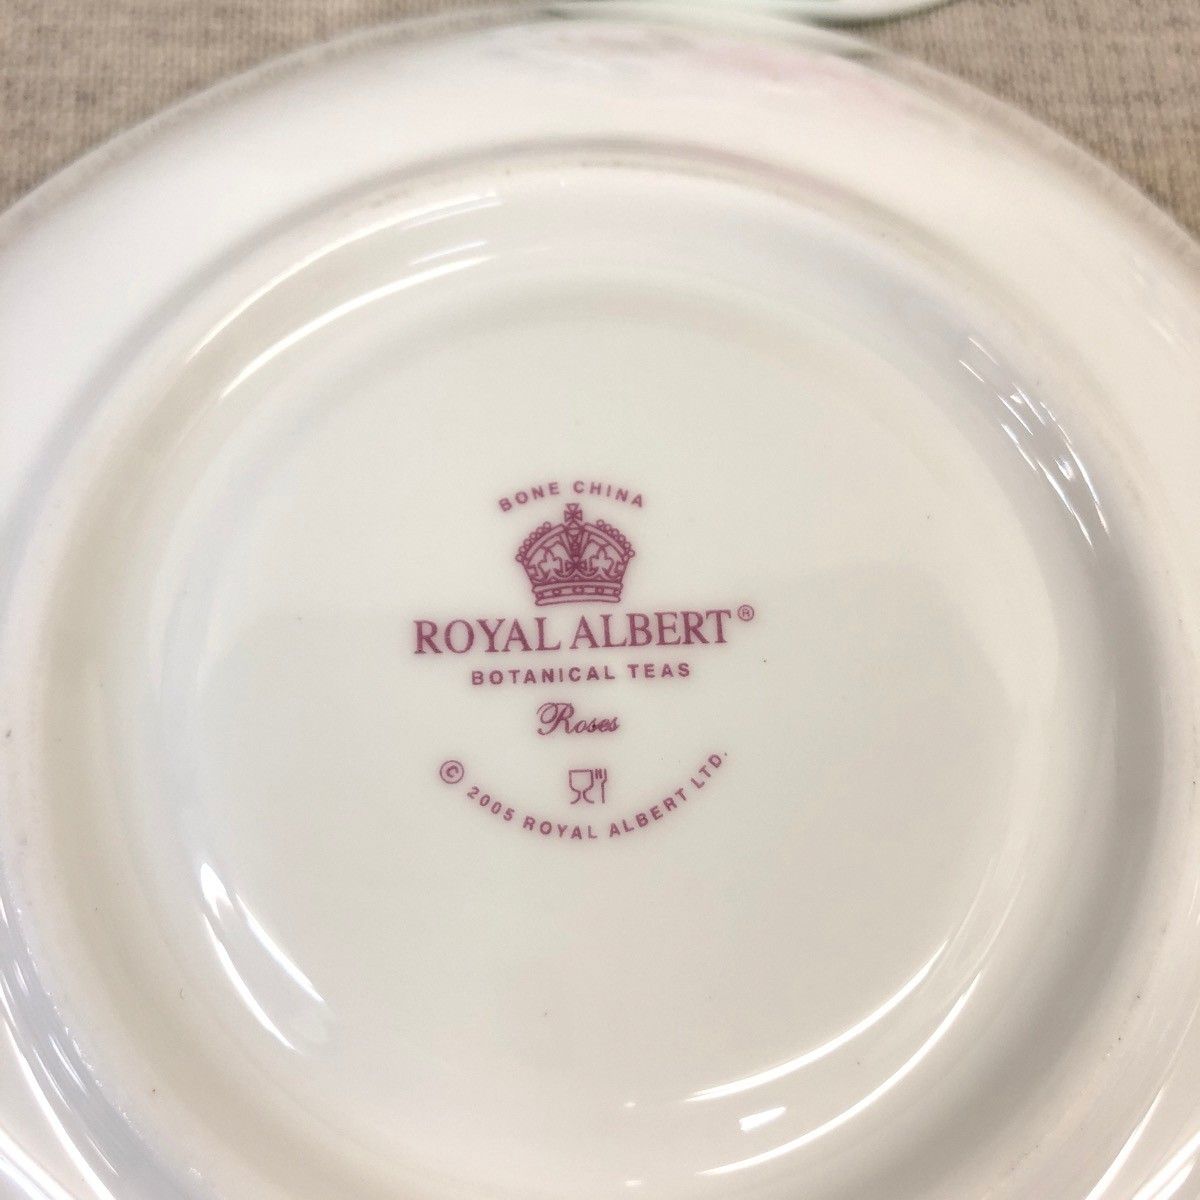 BONE CHINA
ROYAL ALBERT®
BOTANICAL TEAS
Roses
© 2005 ROYAL ALBERT LTD.